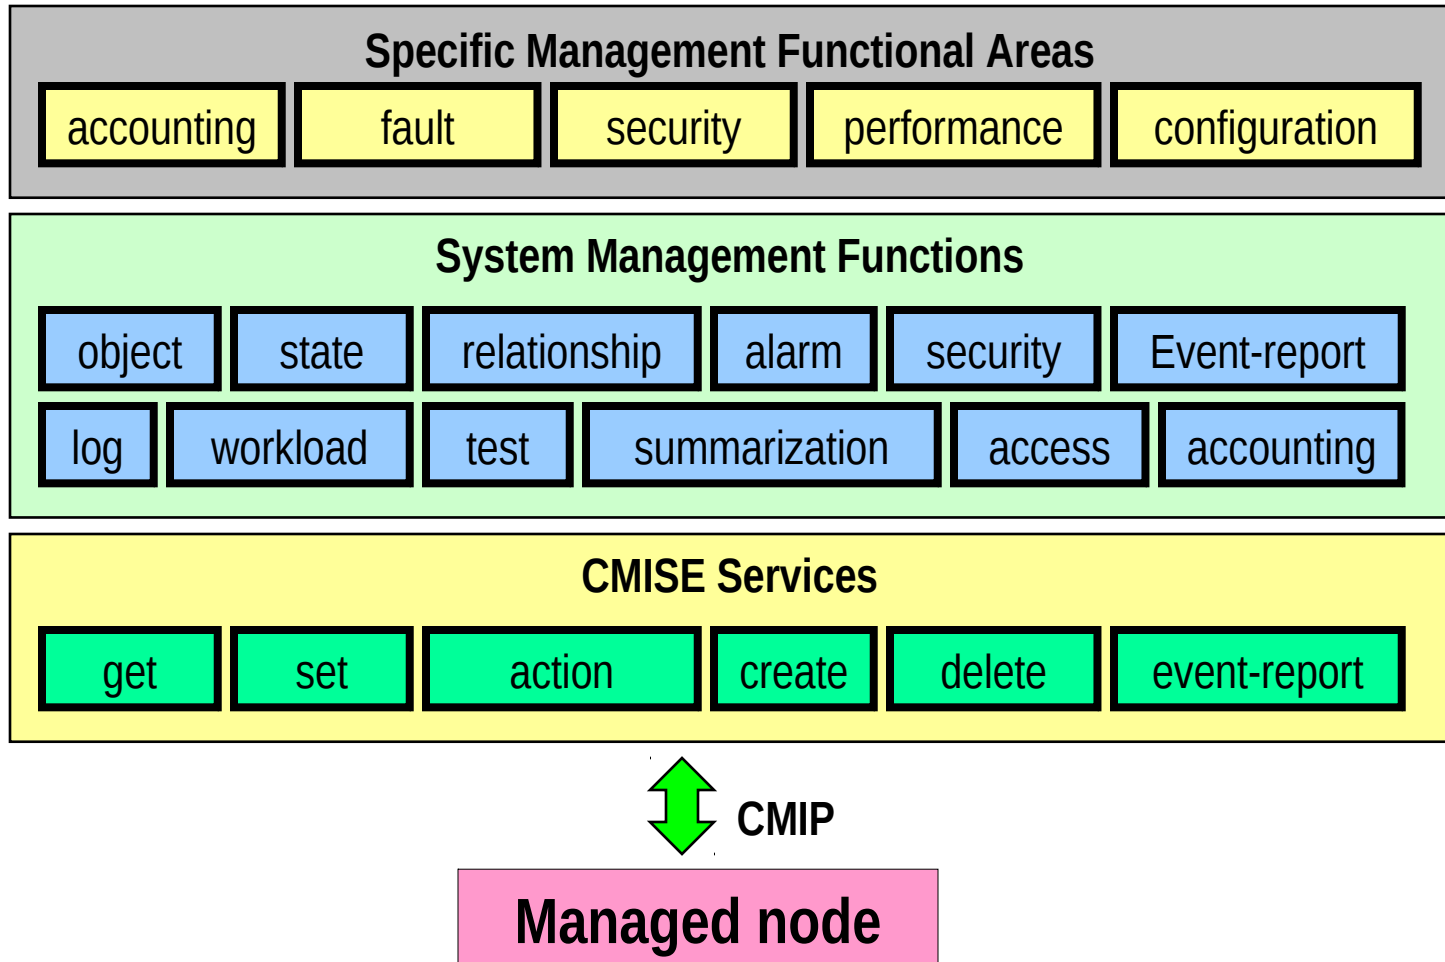 Specific Management Functional Areas
accounting fault security performance configuration
System Management Functions
object state relationship alarm security Event-report
log workload test summarization access accounting
CMISE Services
get set action create delete event-report
CMIP
Managed node